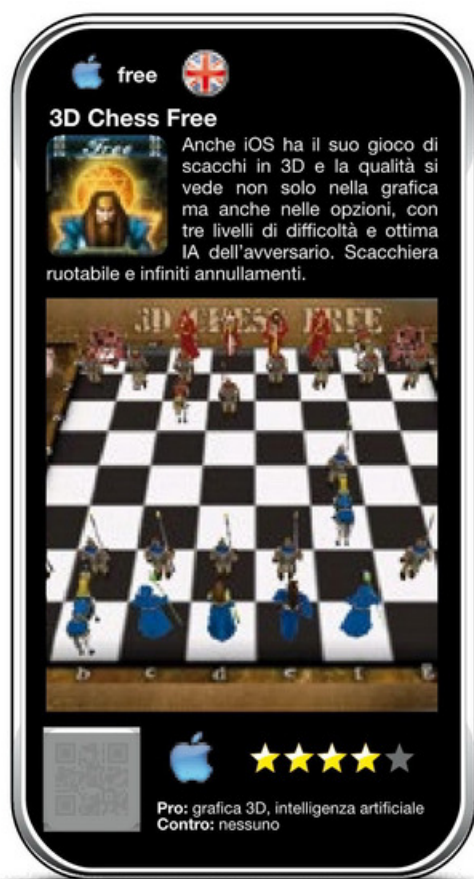 free
3D Chess Free
Free
Anche iOS ha il suo gioco di
scacchi in 3D e la qualità si
vede non solo nella grafica
ma anche nelle opzioni, con
tre livelli di difficoltà e ottima
IA dell'avversario. Scacchiera
ruotabile e infiniti annullamenti.
3D CHESS FREE
b c d e f g
Pro: grafica 3D, intelligenza artificiale
Contro: nessuno